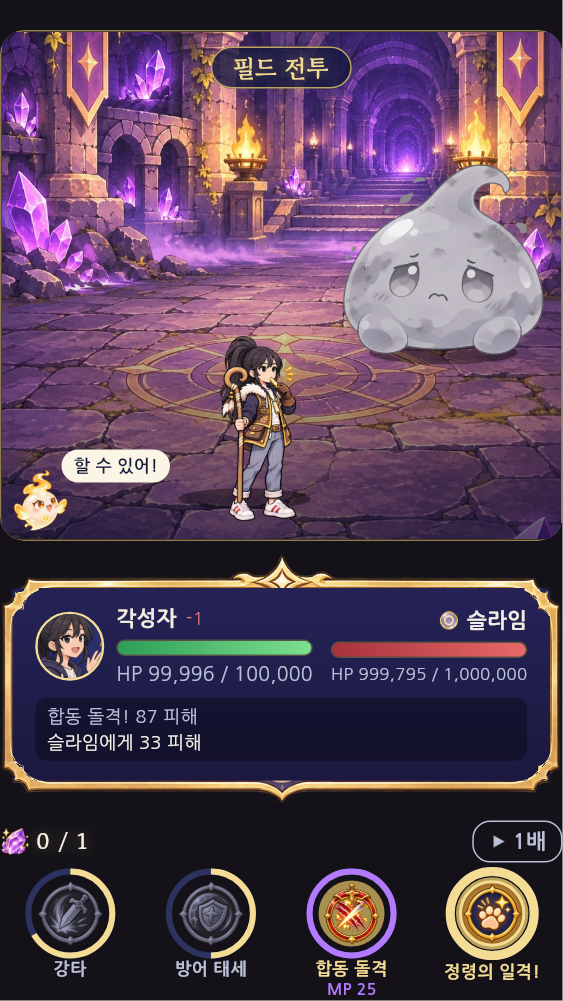 필드 전투
할 수 있어!
각성자 -1
슬라임
HP 99,996 / 100,000
HP 999,795 / 1,000,000
합동 돌격! 87 피해
슬라임에게 33 피해
0 / 1
1배
강타
방어 태세
합동 돌격
MP 25
정령의 일격!